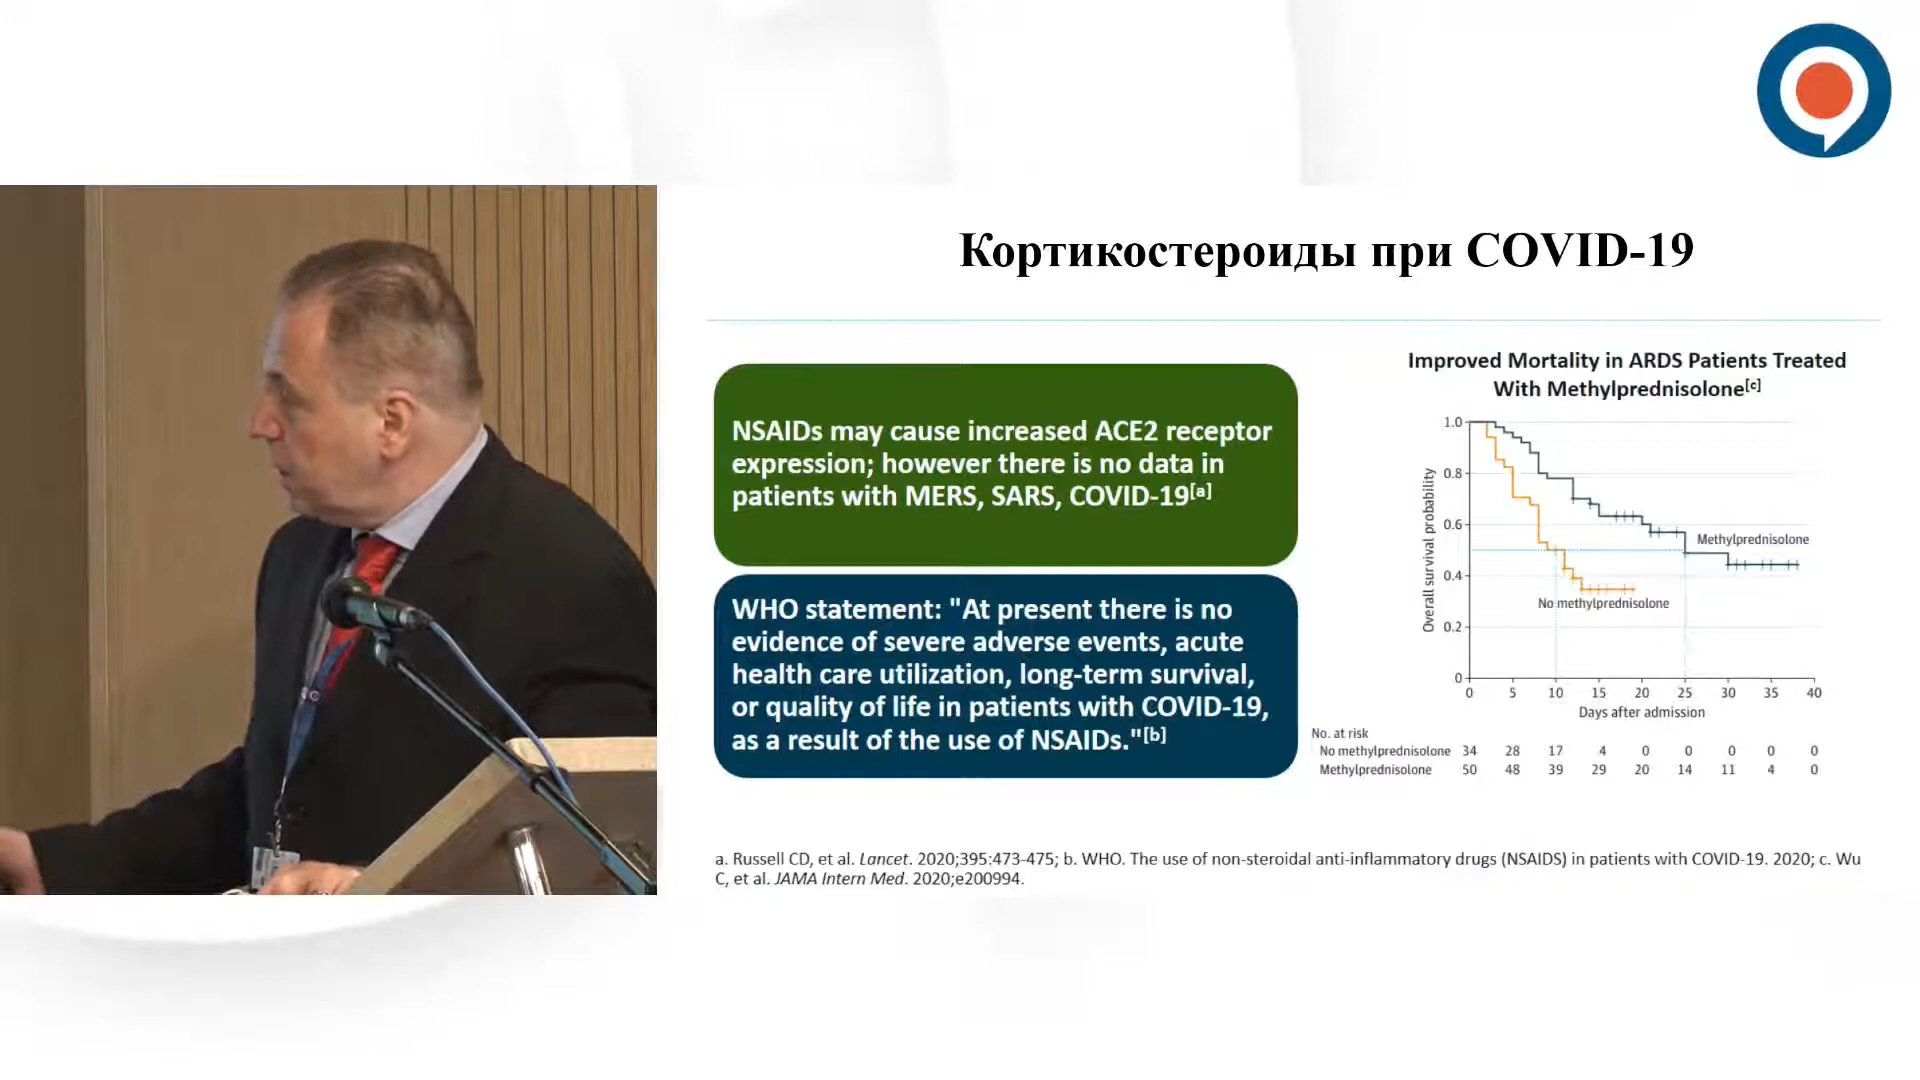 Кортикостероиды при COVID-19
NSAIDs may cause increased ACE2 receptor
expression; however there is no data in
patients with MERS, SARS, COVID-19[a]
WHO statement: "At present there is no
evidence of severe adverse events, acute
health care utilization, long-term survival,
or quality of life in patients with COVID-19,
as a result of the use of NSAIDs."[b]
Improved Mortality in ARDS Patients Treated
With Methylprednisolone[c]
Overall survival probability
1.0
0.8
0.6
0.4
0.2
0
Methylprednisolone
No methylprednisolone
0 5 10 15 20 25 30 35 40
Days after admission
No. at risk
No methylprednisolone 34 28 17 4 0 0 0 0 0
Methylprednisolone 50 48 39 29 20 14 11 4 0
a. Russell CD, et al. Lancet. 2020;395:473-475; b. WHO. The use of non-steroidal anti-inflammatory drugs (NSAIDS) in patients with COVID-19. 2020; c. Wu
C, et al. JAMA Intern Med. 2020;e200994.